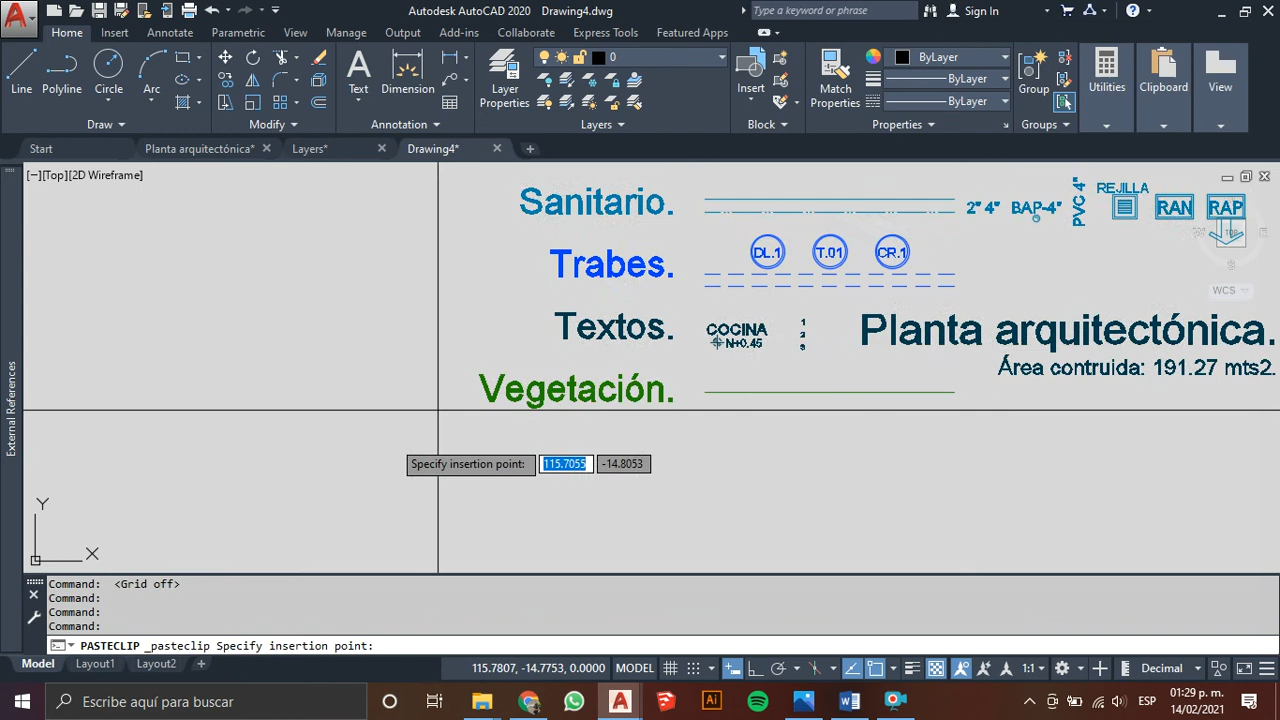 Autodesk AutoCAD 2020 Drawing4.dwg
Type a keyword or phrase
Sign In
Home Insert Annotate Parametric View Manage Output Add-ins Collaborate Express Tools Featured Apps
Line Polyline Circle Arc
Text Dimension
Layer Properties
0
Insert
Match Properties
ByLayer
ByLayer
ByLayer
Group
Utilities
Clipboard
View
Draw Modify Annotation Layers Block Properties Groups
Start Planta arquitectónica* Layers* Drawing4*
[−][Top][2D Wireframe]
External References
Sanitario.
2" 4" BAP-4"
PVC 4"
REJILLA
RAN
RAP
TOP
W
E
S
WCS
Trabes.
DL.1
T.01
CR.1
Textos.
COCINA
N+0.45
1
2
3
Planta arquitectónica.
Área contruida: 191.27 mts2.
Vegetación.
Specify insertion point: 115.7055 -14.8053
Y
X
Command: <Grid off>
Command:
Command:
Command:
PASTECLIP _pasteclip Specify insertion point:
Model Layout1 Layout2
115.7807, -14.7753, 0.0000 MODEL
1:1
Decimal
Escribe aquí para buscar
ESP
01:29 p. m.
14/02/2021